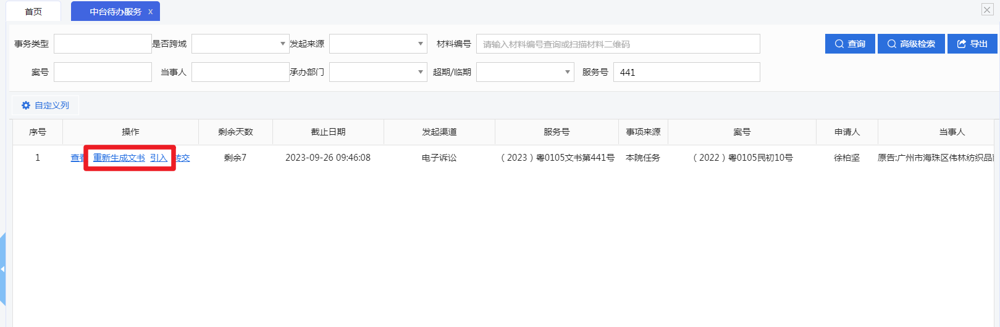 首页 中台待办服务 x
事务类型 是否跨域 发起来源 材料编号 请输入材料编号查询或扫描材料二维码 查询 高级检索 导出
案号 当事人 承办部门 超期/临期 服务号 441
自定义列
序号 操作 剩余天数 截止日期 发起渠道 服务号 事项来源 案号 申请人 当事人
1 查看 重新生成文书 引入 转交 剩余7 2023-09-26 09:46:08 电子诉讼 （2023）粤0105文书第441号 本院任务 （2022）粤0105民初10号 徐柏坚 原告:广州市海珠区伟林纺织品